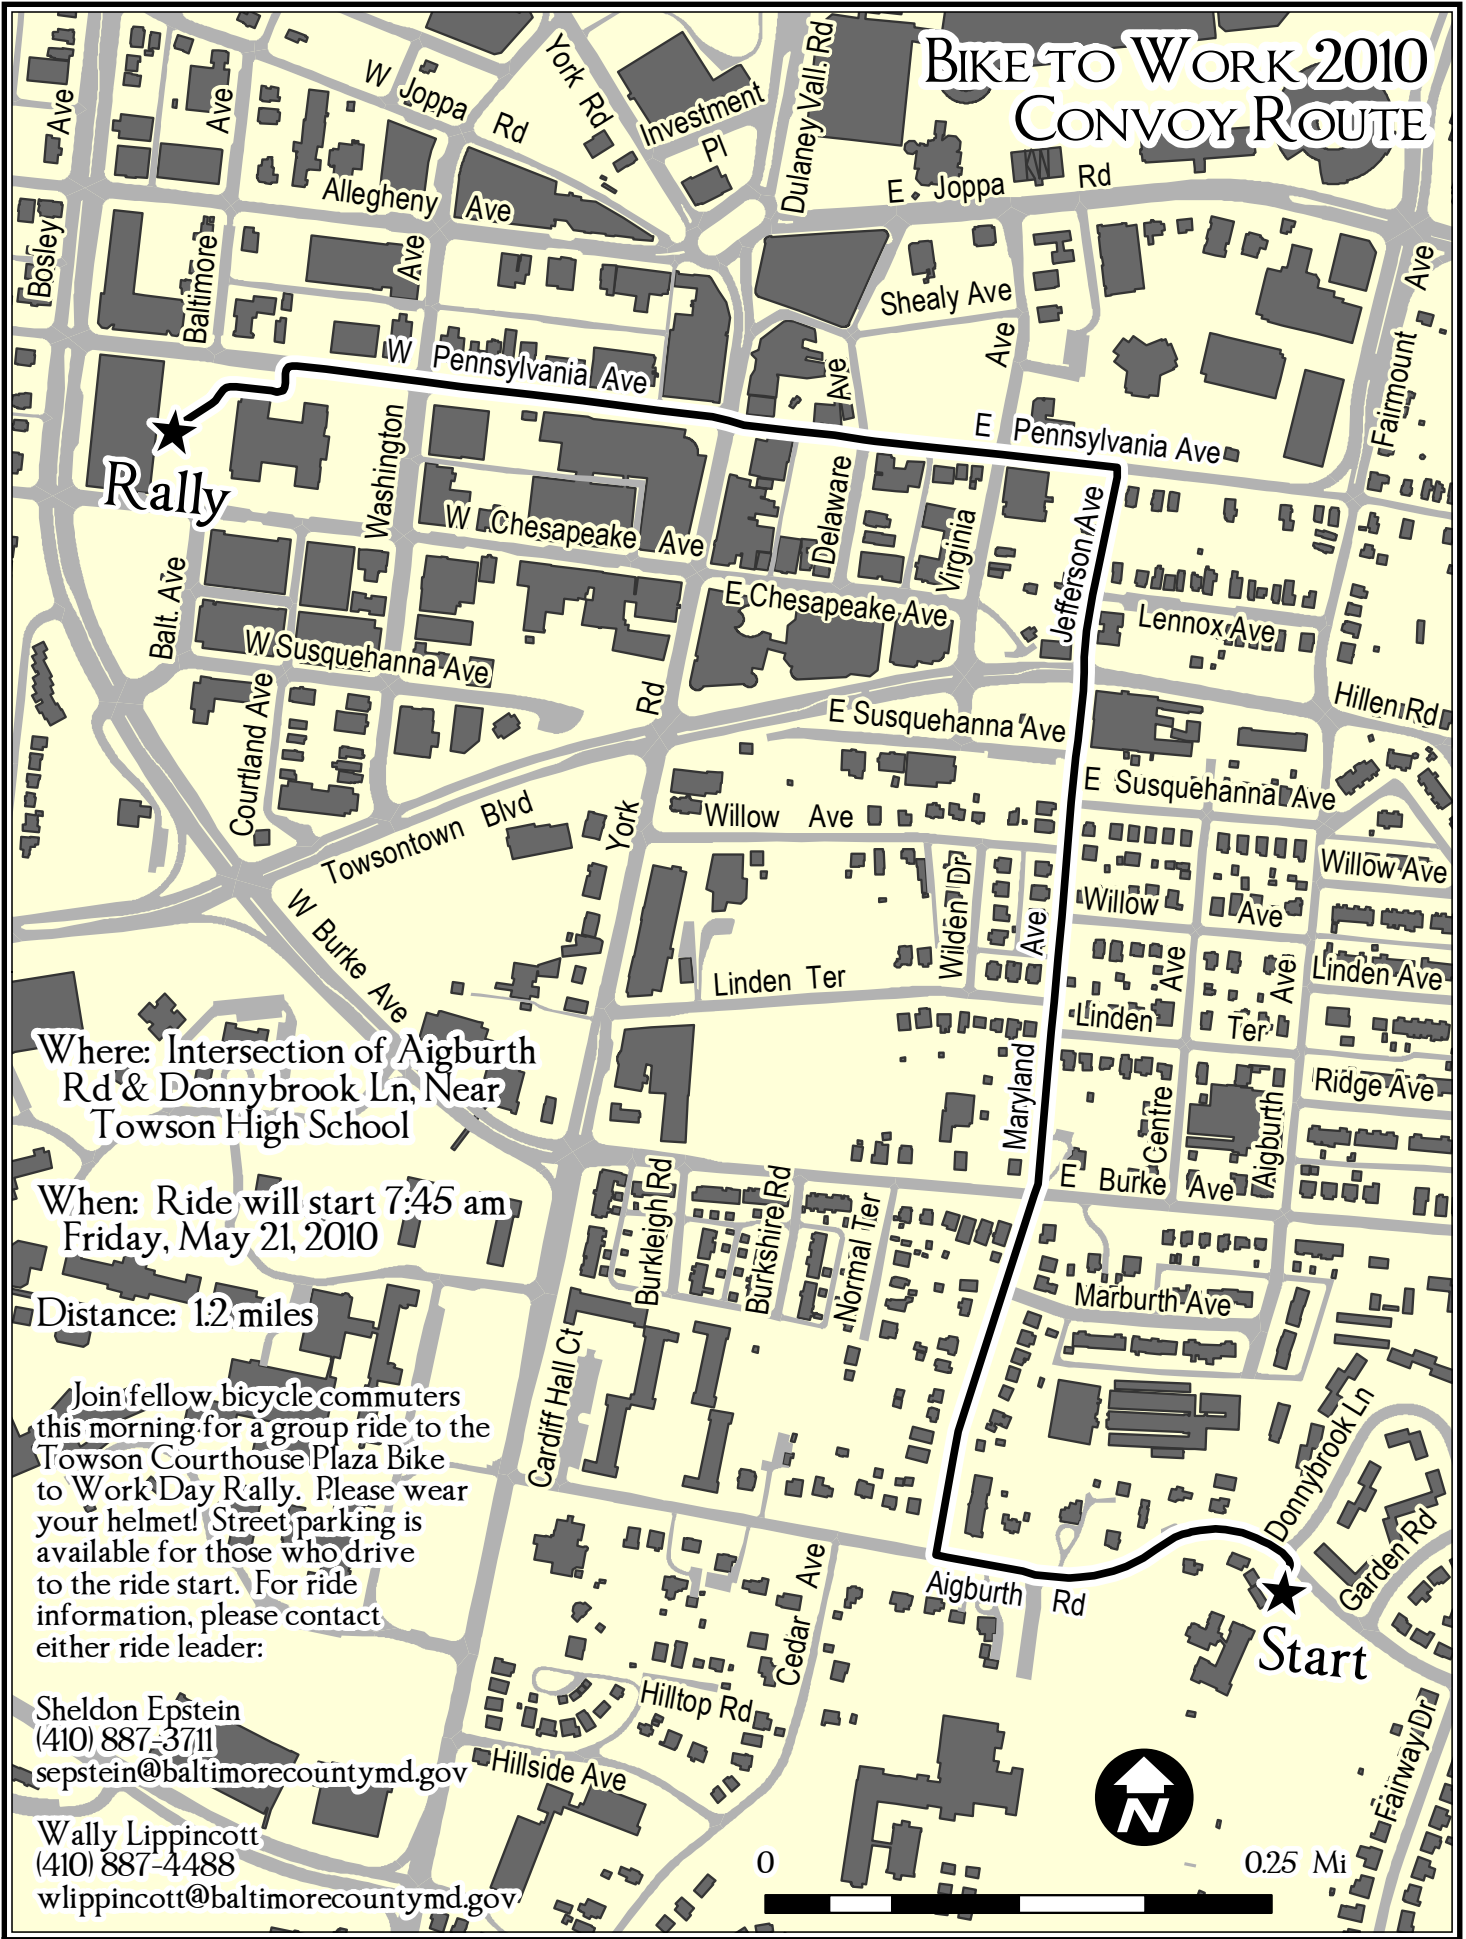 BIKE TO WORK 2010
CONVOY ROUTE
W Joppa Rd
York Rd
Investment Pl
Dulaney Vall. Rd
E Joppa Rd
KW
Ave
Ave
Allegheny Ave
Bosley
Baltimore
Ave
Shealy Ave
Ave
Ave
Fairmount
W Pennsylvania Ave
Ave
E Pennsylvania Ave
Rally
Washington
W Chesapeake Ave
Delaware
Virginia
Jefferson Ave
Balt. Ave
E Chesapeake Ave
Lennox Ave
W Susquehanna Ave
Courtland Ave
Rd
E Susquehanna Ave
Hillen Rd
E Susquehanna Ave
Towsontown Blvd
York
Willow Ave
Willow Ave
Wilden Dr
Ave
Willow Ave
W Burke Ave
Linden Ter
Ave
Ave
Linden Ave
Linden Ter
Maryland
Centre
Aigburth
Ridge Ave
Where: Intersection of Aigburth
Rd & Donnybrook Ln, Near
Towson High School
E Burke Ave
Burkleigh Rd
Burkshire Rd
Normal Ter
When: Ride will start 7:45 am
Friday, May 21, 2010
Marburth Ave
Distance: 1.2 miles
Cardiff Hall Ct
Donnybrook Ln
Join fellow bicycle commuters
this morning for a group ride to the
Towson Courthouse Plaza Bike
to Work Day Rally. Please wear
your helmet! Street parking is
available for those who drive
to the ride start. For ride
information, please contact
either ride leader:
Garden Rd
Aigburth Rd
Cedar Ave
Start
Hilltop Rd
Sheldon Epstein
(410) 887-3711
sepstein@baltimorecountymd.gov
Hillside Ave
Fairway Dr
N
Wally Lippincott
(410) 887-4488
wlippincott@baltimorecountymd.gov
0 0.25 Mi